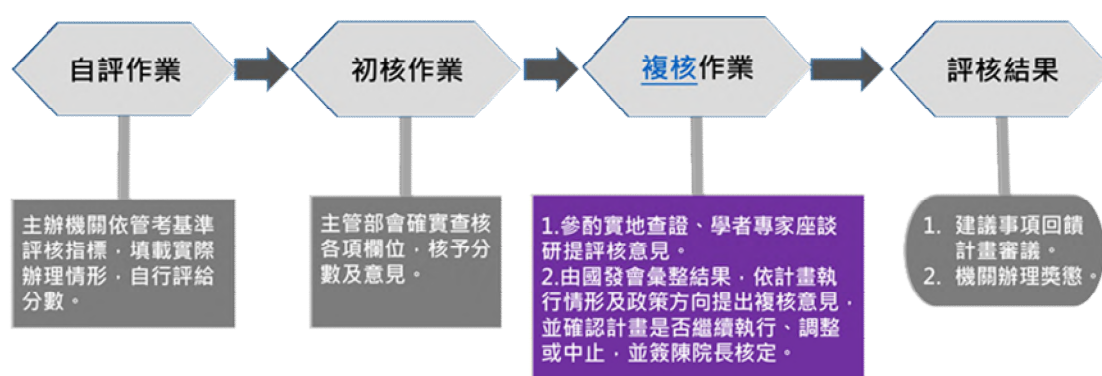 自評作業
初核作業
複核作業
評核結果
主辦機關依管考基準
評核指標，填載實際
辦理情形，自行評給
分數。
主管部會確實查核
各項欄位，核予分
數及意見。
1.參酌實地查證、學者專家座談
研提評核意見。
2.由國發會彙整結果，依計畫執
行情形及政策方向提出複核意見，
並確認計畫是否繼續執行、調整
或中止，並簽陳院長核定。
1. 建議事項回饋
計畫審議。
2. 機關辦理獎懲。